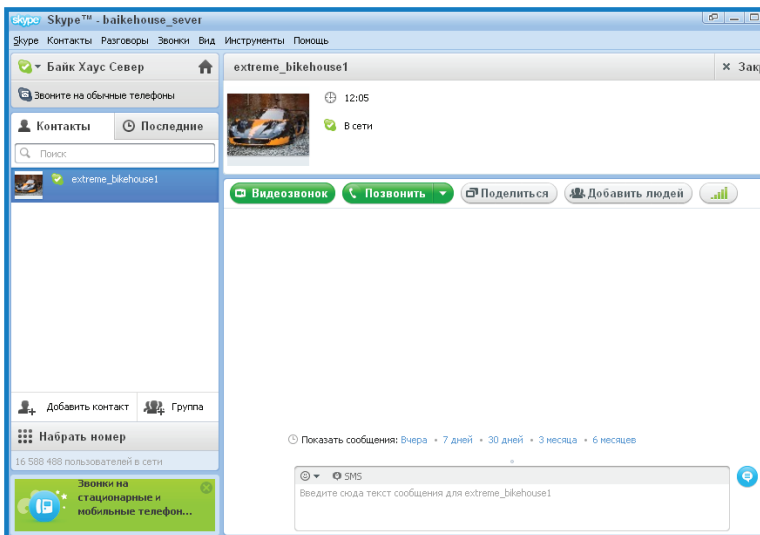 Skype™ - baikehouse_sever
Skype Контакты Разговоры Звонки Вид Инструменты Помощь
Байк Хаус Север
Звоните на обычные телефоны
Контакты Последние
Поиск
extreme_bikehouse1
Добавить контакт Группа
Набрать номер
16 588 488 пользователей в сети
Звонки на
стационарные и
мобильные телефон...
extreme_bikehouse1 × Зак
12:05
В сети
Видеозвонок Позвонить Поделиться Добавить людей
Показать сообщения: Вчера • 7 дней • 30 дней • 3 месяца • 6 месяцев
SMS
Введите сюда текст сообщения для extreme_bikehouse1